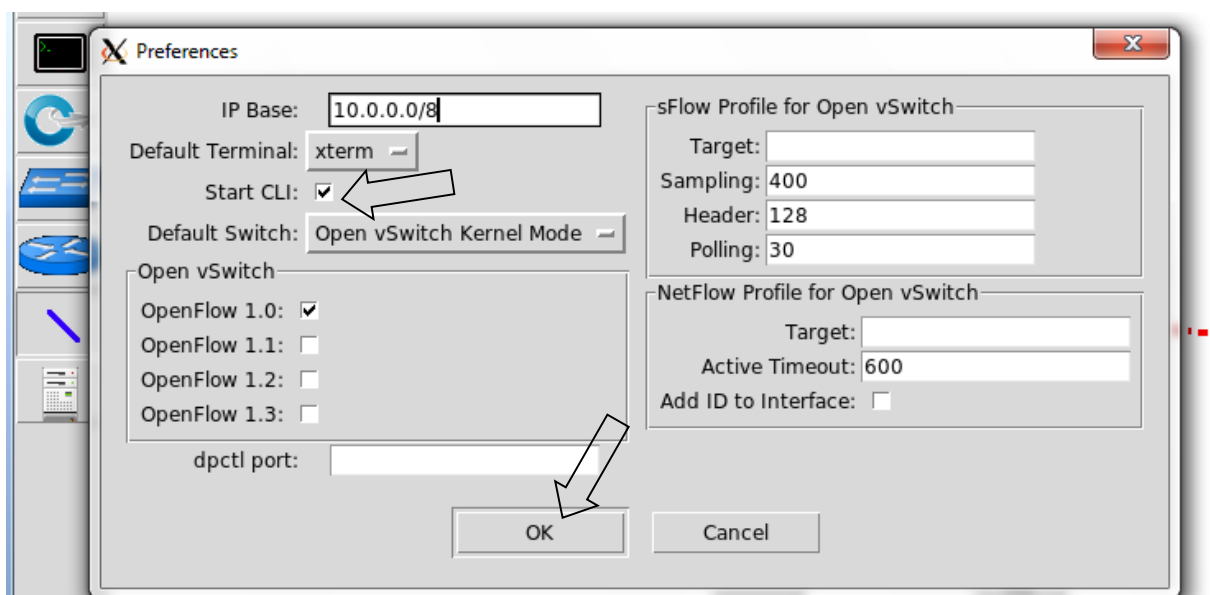 Preferences
IP Base: 10.0.0.0/8
Default Terminal: xterm
Start CLI:
Default Switch: Open vSwitch Kernel Mode
Open vSwitch
OpenFlow 1.0:
OpenFlow 1.1:
OpenFlow 1.2:
OpenFlow 1.3:
dpctl port:
sFlow Profile for Open vSwitch
Target:
Sampling: 400
Header: 128
Polling: 30
NetFlow Profile for Open vSwitch
Target:
Active Timeout: 600
Add ID to Interface:
OK
Cancel